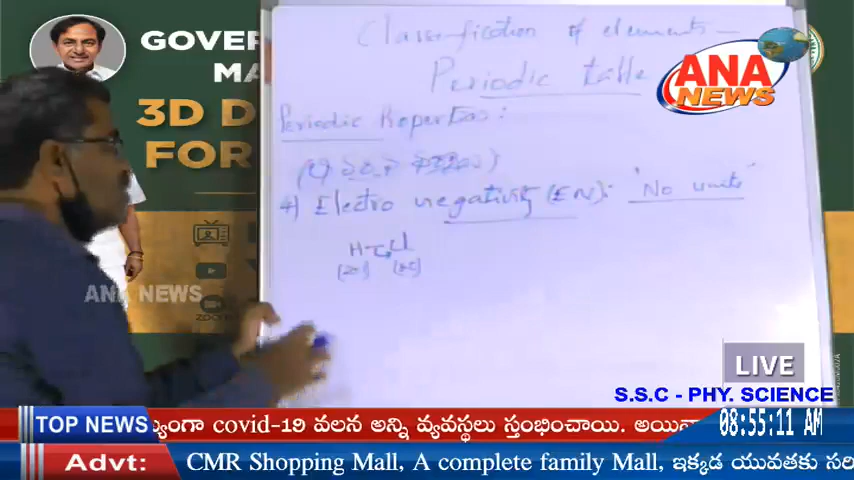 Classification of elements –
Periodic table
Periodic Properties:
4) Electro negativity (EN): "No units"
H – Cl
GOVER
MA
3D D
FOR
ANA
NEWS
ANA NEWS
LIVE
S.S.C - PHY. SCIENCE
TOP NEWS
covid-19 వలన అన్ని వ్యవస్థలు స్తంభించాయి.
08:55:11 AM
Advt:
CMR Shopping Mall, A complete family Mall, ఇక్కడ యువతకు సరి